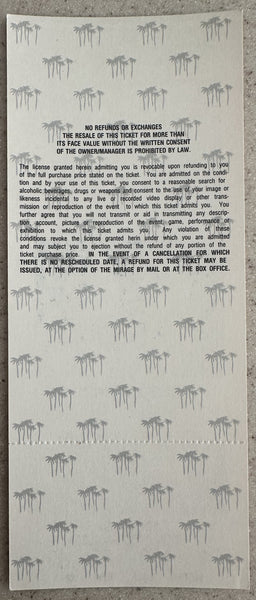 NO REFUNDS OR EXCHANGES
THE RESALE OF THIS TICKET FOR MORE THAN
ITS FACE VALUE WITHOUT THE WRITTEN CONSENT
OF THE OWNER/MANAGER IS PROHIBITED BY LAW.
The license granted herein admitting you is revocable upon refunding to you
of the full purchase price stated on the ticket. You are admitted on the condi-
tion and by your use of this ticket, you consent to a reasonable search for
alcoholic beverages, drugs or weapons and consent to the use of your image or
likeness incidental to any live or recorded video display or other trans-
mission or reproduction of the event to which this ticket admits you. You
further agree that you will not transmit or aid in transmitting any descrip-
tion, account, picture or reproduction of the event, game, performance or
exhibition to which this ticket admits you. Any violation of these
conditions revoke the license granted herin under which you are admitted
and may subject you to ejection without the refund of any portion of the
ticket purchase price. IN THE EVENT OF A CANCELLATION FOR WHICH
THERE IS NO RESCHEDULED DATE, A REFUND FOR THIS TICKET MAY BE
ISSUED, AT THE OPTION OF THE MIRAGE BY MAIL OR AT THE BOX OFFICE.